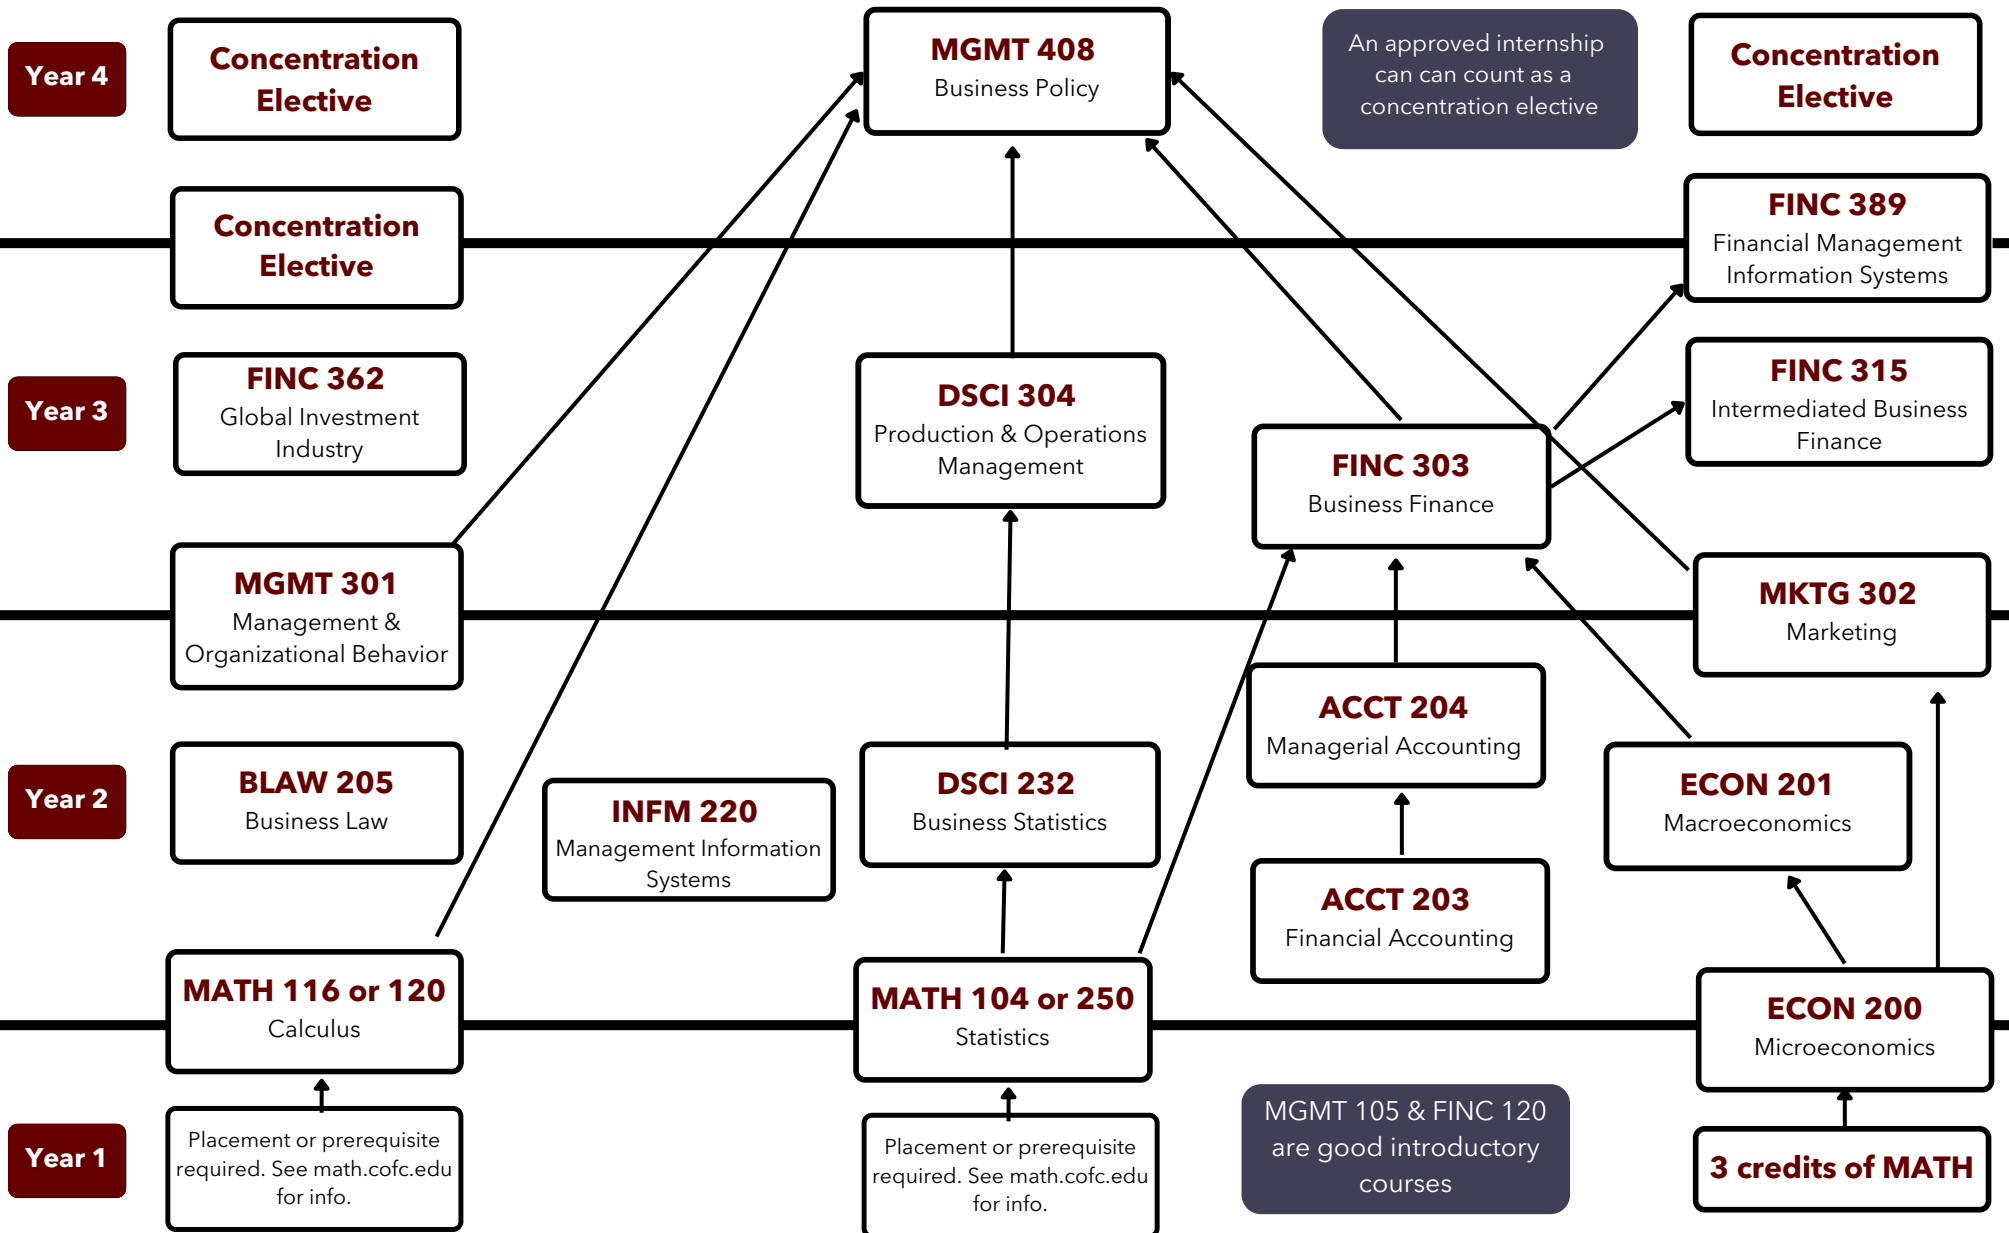 Year 4
Concentration
Elective
MGMT 408
Business Policy
An approved internship
can can count as a
concentration elective
Concentration
Elective
Concentration
Elective
FINC 389
Financial Management
Information Systems
Year 3
FINC 362
Global Investment
Industry
DSCI 304
Production & Operations
Management
FINC 303
Business Finance
FINC 315
Intermediated Business
Finance
MGMT 301
Management &
Organizational Behavior
MKTG 302
Marketing
Year 2
BLAW 205
Business Law
INFM 220
Management Information
Systems
DSCI 232
Business Statistics
ACCT 204
Managerial Accounting
ECON 201
Macroeconomics
ACCT 203
Financial Accounting
MATH 116 or 120
Calculus
MATH 104 or 250
Statistics
ECON 200
Microeconomics
Year 1
Placement or prerequisite
required. See math.cofc.edu
for info.
Placement or prerequisite
required. See math.cofc.edu
for info.
MGMT 105 & FINC 120
are good introductory
courses
3 credits of MATH